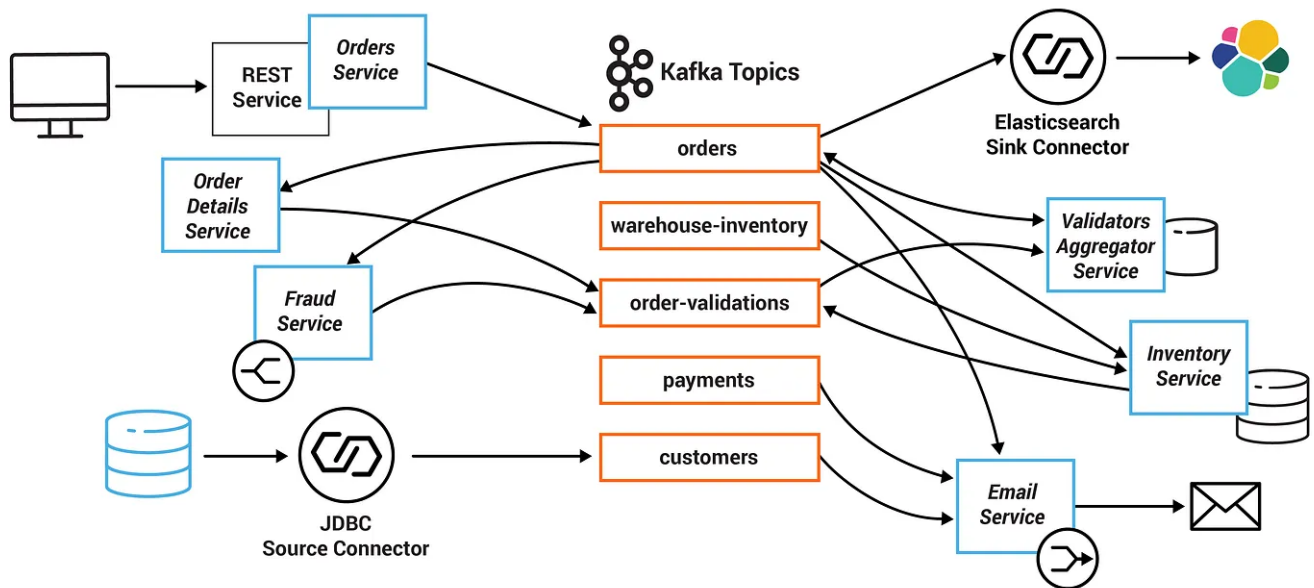 Orders
Service
REST
Service
Kafka Topics
Elasticsearch
Sink Connector
orders
Order
Details
Service
warehouse-inventory
Validators
Aggregator
Service
Fraud
Service
order-validations
Inventory
Service
payments
customers
JDBC
Source Connector
Email
Service